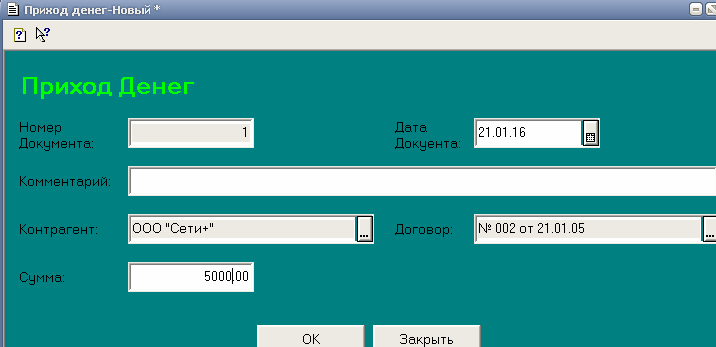 Приход денег-Новый *
Приход Денег
Номер Документа: 1
Дата Докуента: 21.01.16
Комментарий:
Контрагент: ООО "Сети+" ...
Договор: № 002 от 21.01.05 ...
Сумма: 5000.00
OK Закрыть